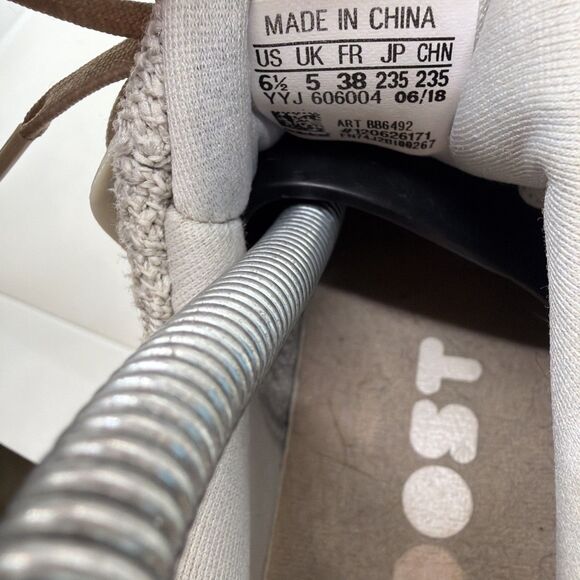 MADE IN CHINA
US UK FR JP CHN
6½ 5 38 235 235
YYJ 606004 06/18
ART BB6492
#120626171
OST